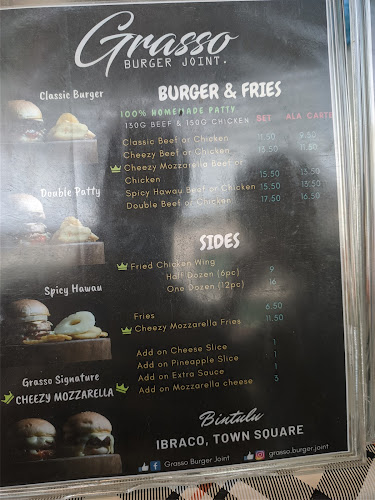 Grasso
BURGER JOINT.
Classic Burger
BURGER & FRIES
100% HOMEMADE PATTY
130G BEEF & 150G CHICKEN SET ALA CARTE
Classic Beef or Chicken 9.50
Cheezy Beef or Chicken 13.50 11.50
Cheezy Mozzarella Beef or
Chicken 15.50 13.50
Spicy Hawau Beef or Chicken 15.50 13.50
Double Beef or Chicken 17.50 16.50
Double Patty
SIDES
Fried Chicken Wing
Half Dozen (6pc) 9
One Dozen (12pc) 16
Spicy Hawau
Fries 6.50
Cheezy Mozzarella Fries 11.50
Add on Cheese Slice 1
Add on Pineapple Slice 1
Add on Extra Sauce 1
Add on Mozzarella cheese 3
Grasso Signature
CHEEZY MOZZARELLA
Bintulu
IBRACO, TOWN SQUARE
Grasso Burger Joint grasso.burger.joint